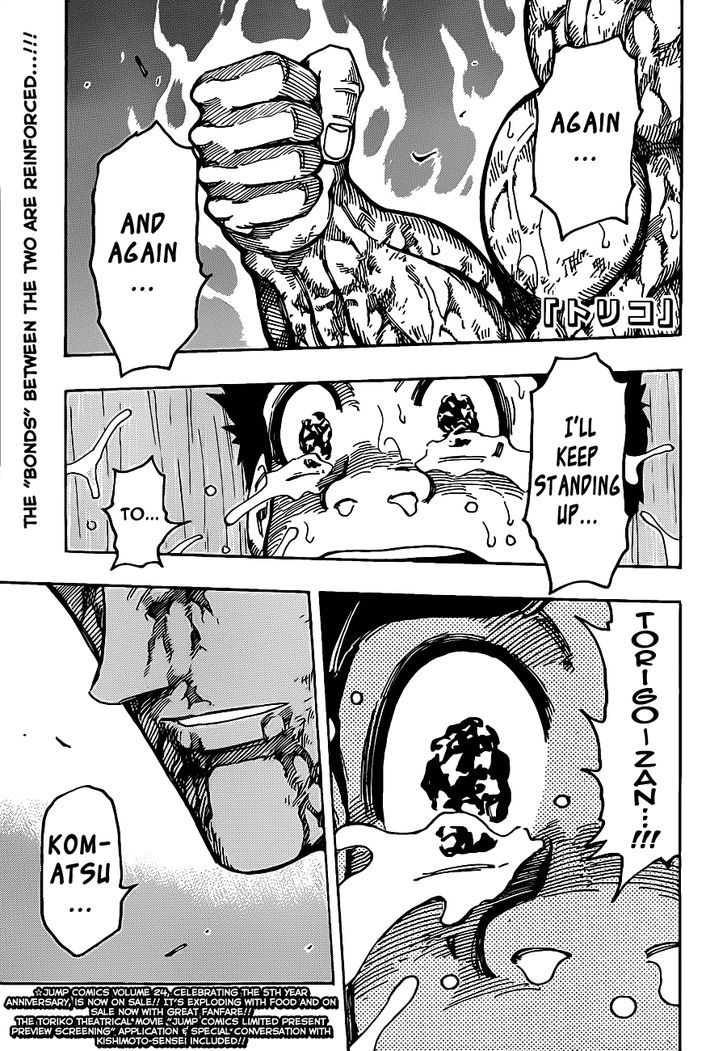 AGAIN
...
AND
AGAIN
...
『トリコ』
THE "BONDS" BETWEEN THE TWO ARE REINFORCED...!!!
I'LL
KEEP
STANDING
UP...
TO...
TORIGOIZAN...!!!
KOM-
ATSU
...
☆JUMP COMICS VOLUME 24, CELEBRATING THE 5TH YEAR
ANNIVERSARY, IS NOW ON SALE!! IT'S EXPLODING WITH FOOD AND ON
SALE NOW WITH GREAT FANFARE!!
THE TORIKO THEATRICAL MOVIE "JUMP COMICS LIMITED PRESENT
PREVIEW SCREENING" APPLICATION & SPECIAL CONVERSATION WITH
KISHIMOTO-SENSEI INCLUDED!!